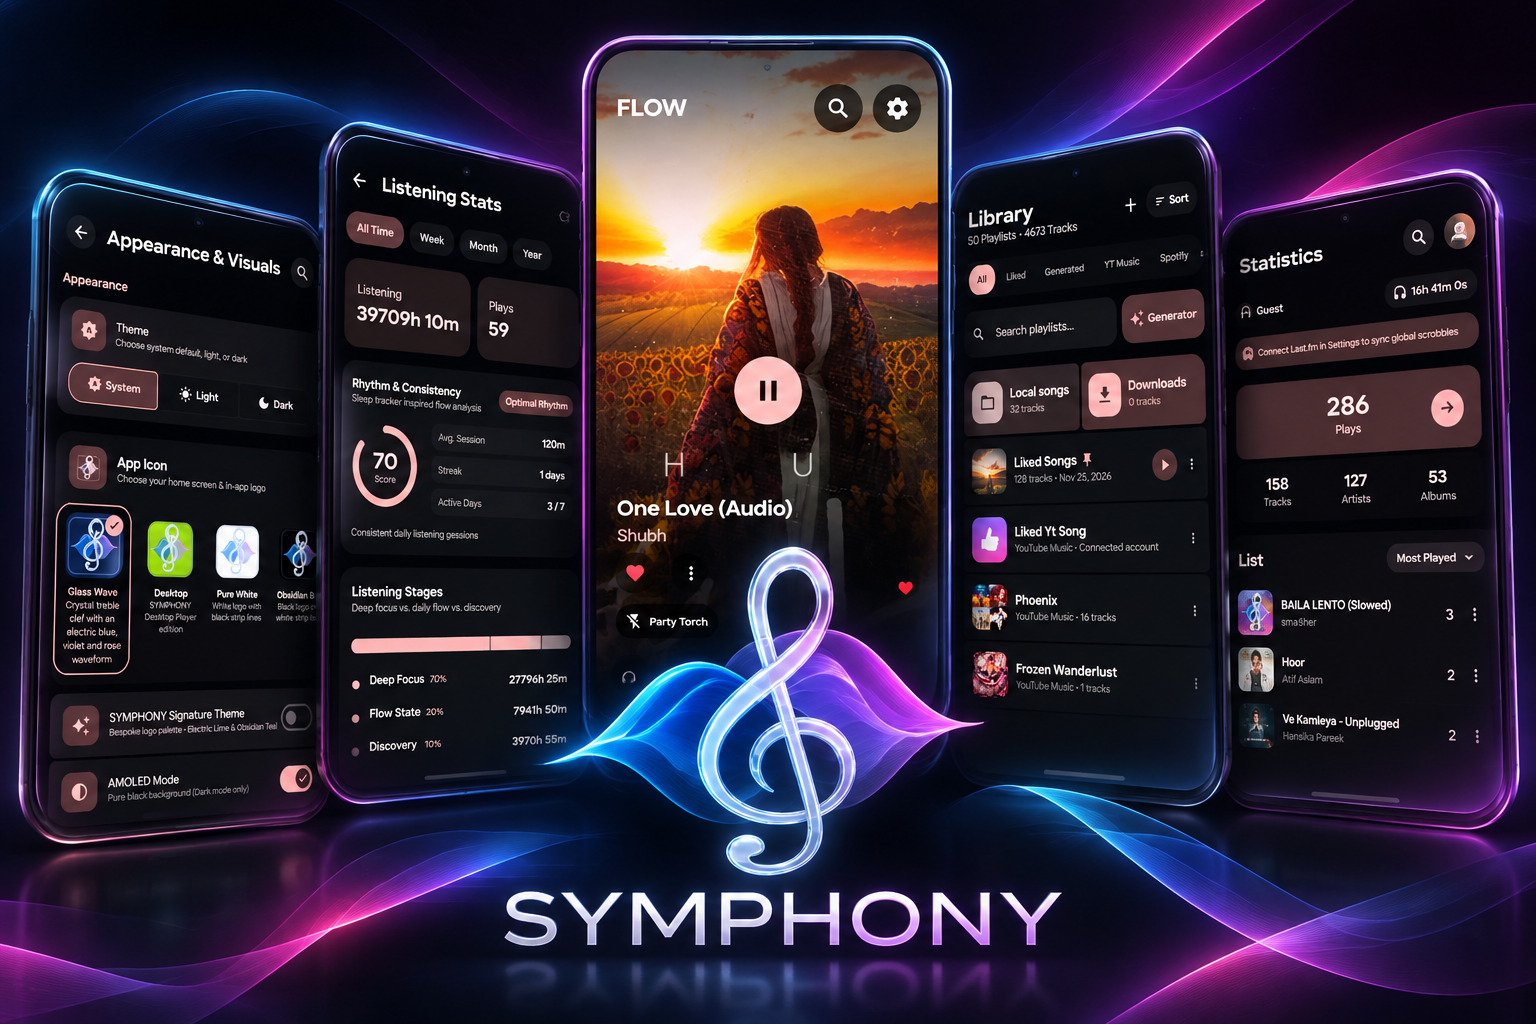 Appearance & Visuals
Appearance
Theme
Choose system default, light, or dark
System
Light
Dark
App Icon
Choose your home screen & in-app logo
Glass Wave
Crystal treble
clef with an
electric blue,
violet and rose
waveform
Desktop
SYMPHONY
Desktop Player
edition
Pure White
White logo with
black strip lines
Obsidian B
Black logo
white strip
SYMPHONY Signature Theme
Bespoke logo palette • Electric Lime & Obsidian Teal
AMOLED Mode
Pure black background (Dark mode only)
Listening Stats
All Time
Week
Month
Year
Listening
39709h 10m
Plays
59
Rhythm & Consistency
Sleep tracker inspired flow analysis
Optimal Rhythm
70
Score
Avg. Session
120m
Streak
1 days
Active Days
3 / 7
Consistent daily listening gessions
Listening Stages
Deep focus vs. daily flow vs. discovery
Deep Focus 70%
27796h 25m
Flow State 20%
7941h 50m
Discovery 10%
3970h 55m
FLOW
H U
One Love (Audio)
Shubh
Party Torch
Library
50 Playlists • 4673 Tracks
+ Sort
All
Liked
Generated
YT Music
Spotify
Search playlists...
Generator
Local songs
32 tracks
Downloads
0 tracks
Liked Songs
128 tracks • Nov 25, 2026
Liked Yt Song
YouTube Music • Connected account
Phoenix
YouTube Music • 16 tracks
Frozen Wanderlust
YouTube Music • 1 tracks
Statistics
Guest
16h 41m 0s
Connect Last.fm in Settings to sync global scrobbles
286
Plays
158
Tracks
127
Artists
53
Albums
List
Most Played
BAILA LENTO (Slowed)
sma$her
3
Hoor
Atif Aslam
2
Ve Kamleya - Unplugged
Hansika Pareek
2
SYMPHONY